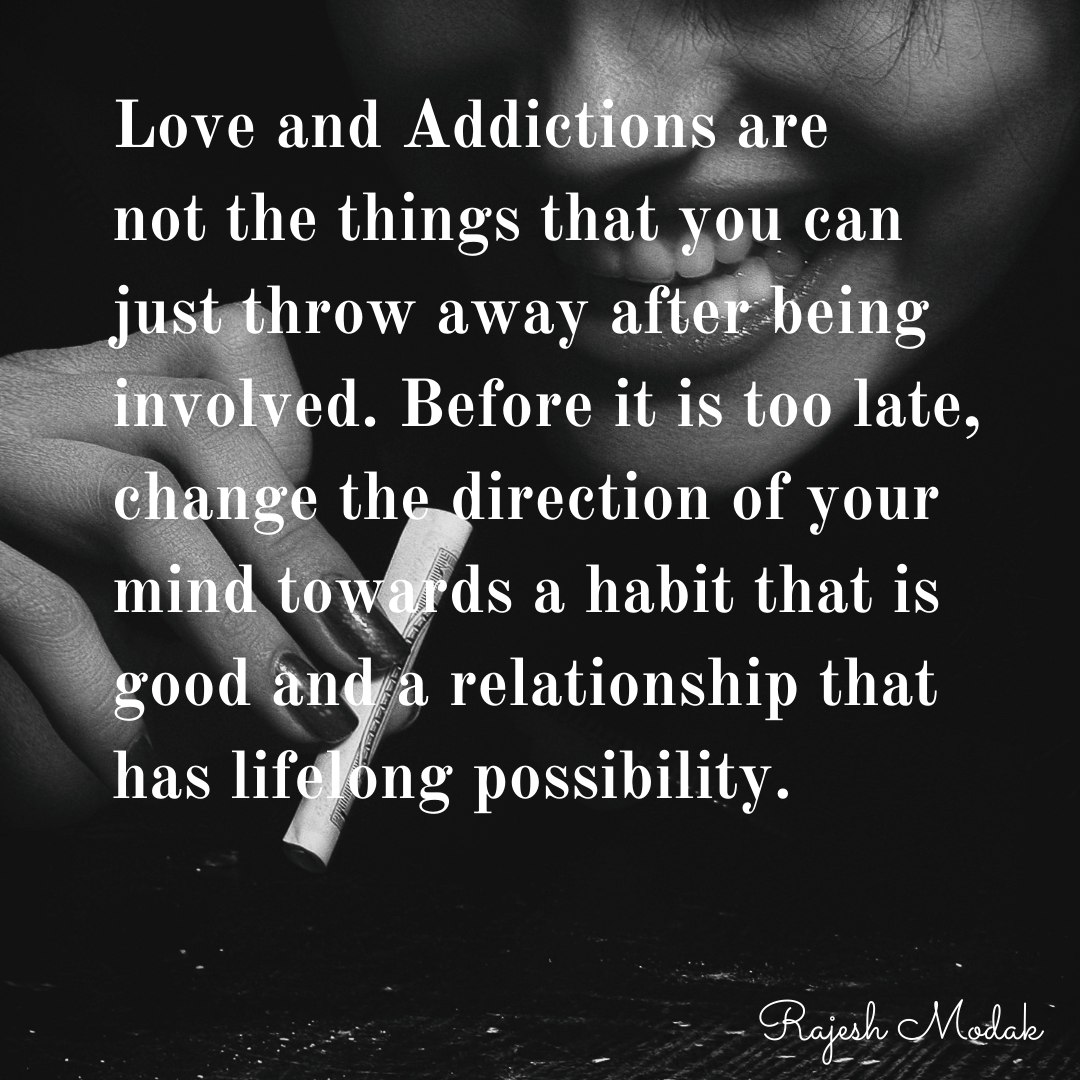 Love and Addictions are
not the things that you can
just throw away after being
involved. Before it is too late,
change the direction of your
mind towards a habit that is
good and a relationship that
has lifelong possibility.
Rajesh Modak